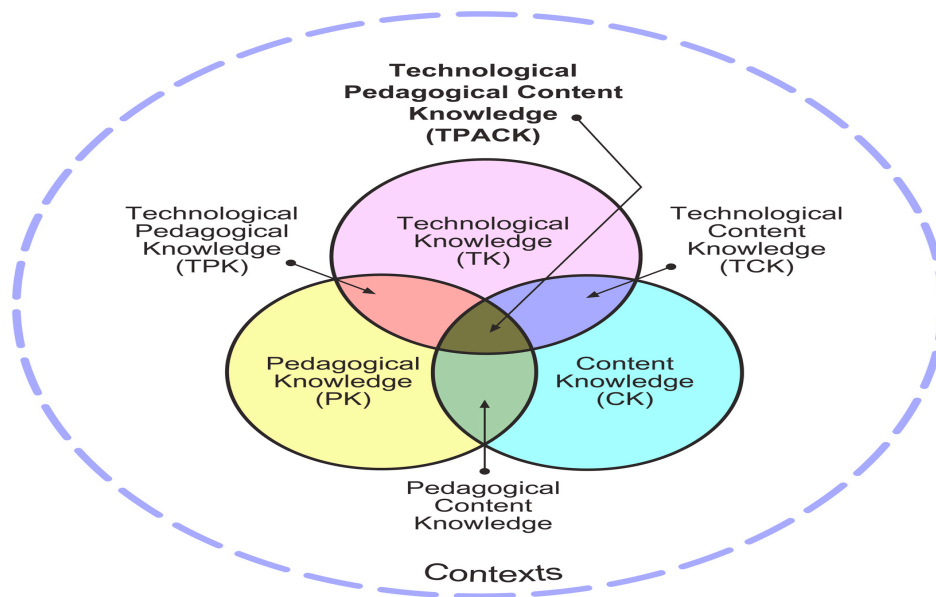 Technological
Pedagogical Content
Knowledge
(TPACK)
Technological
Pedagogical
Knowledge
(TPK)
Technological
Knowledge
(TK)
Technological
Content
Knowledge
(TCK)
Pedagogical
Knowledge
(PK)
Content
Knowledge
(CK)
Pedagogical
Content
Knowledge
Contexts